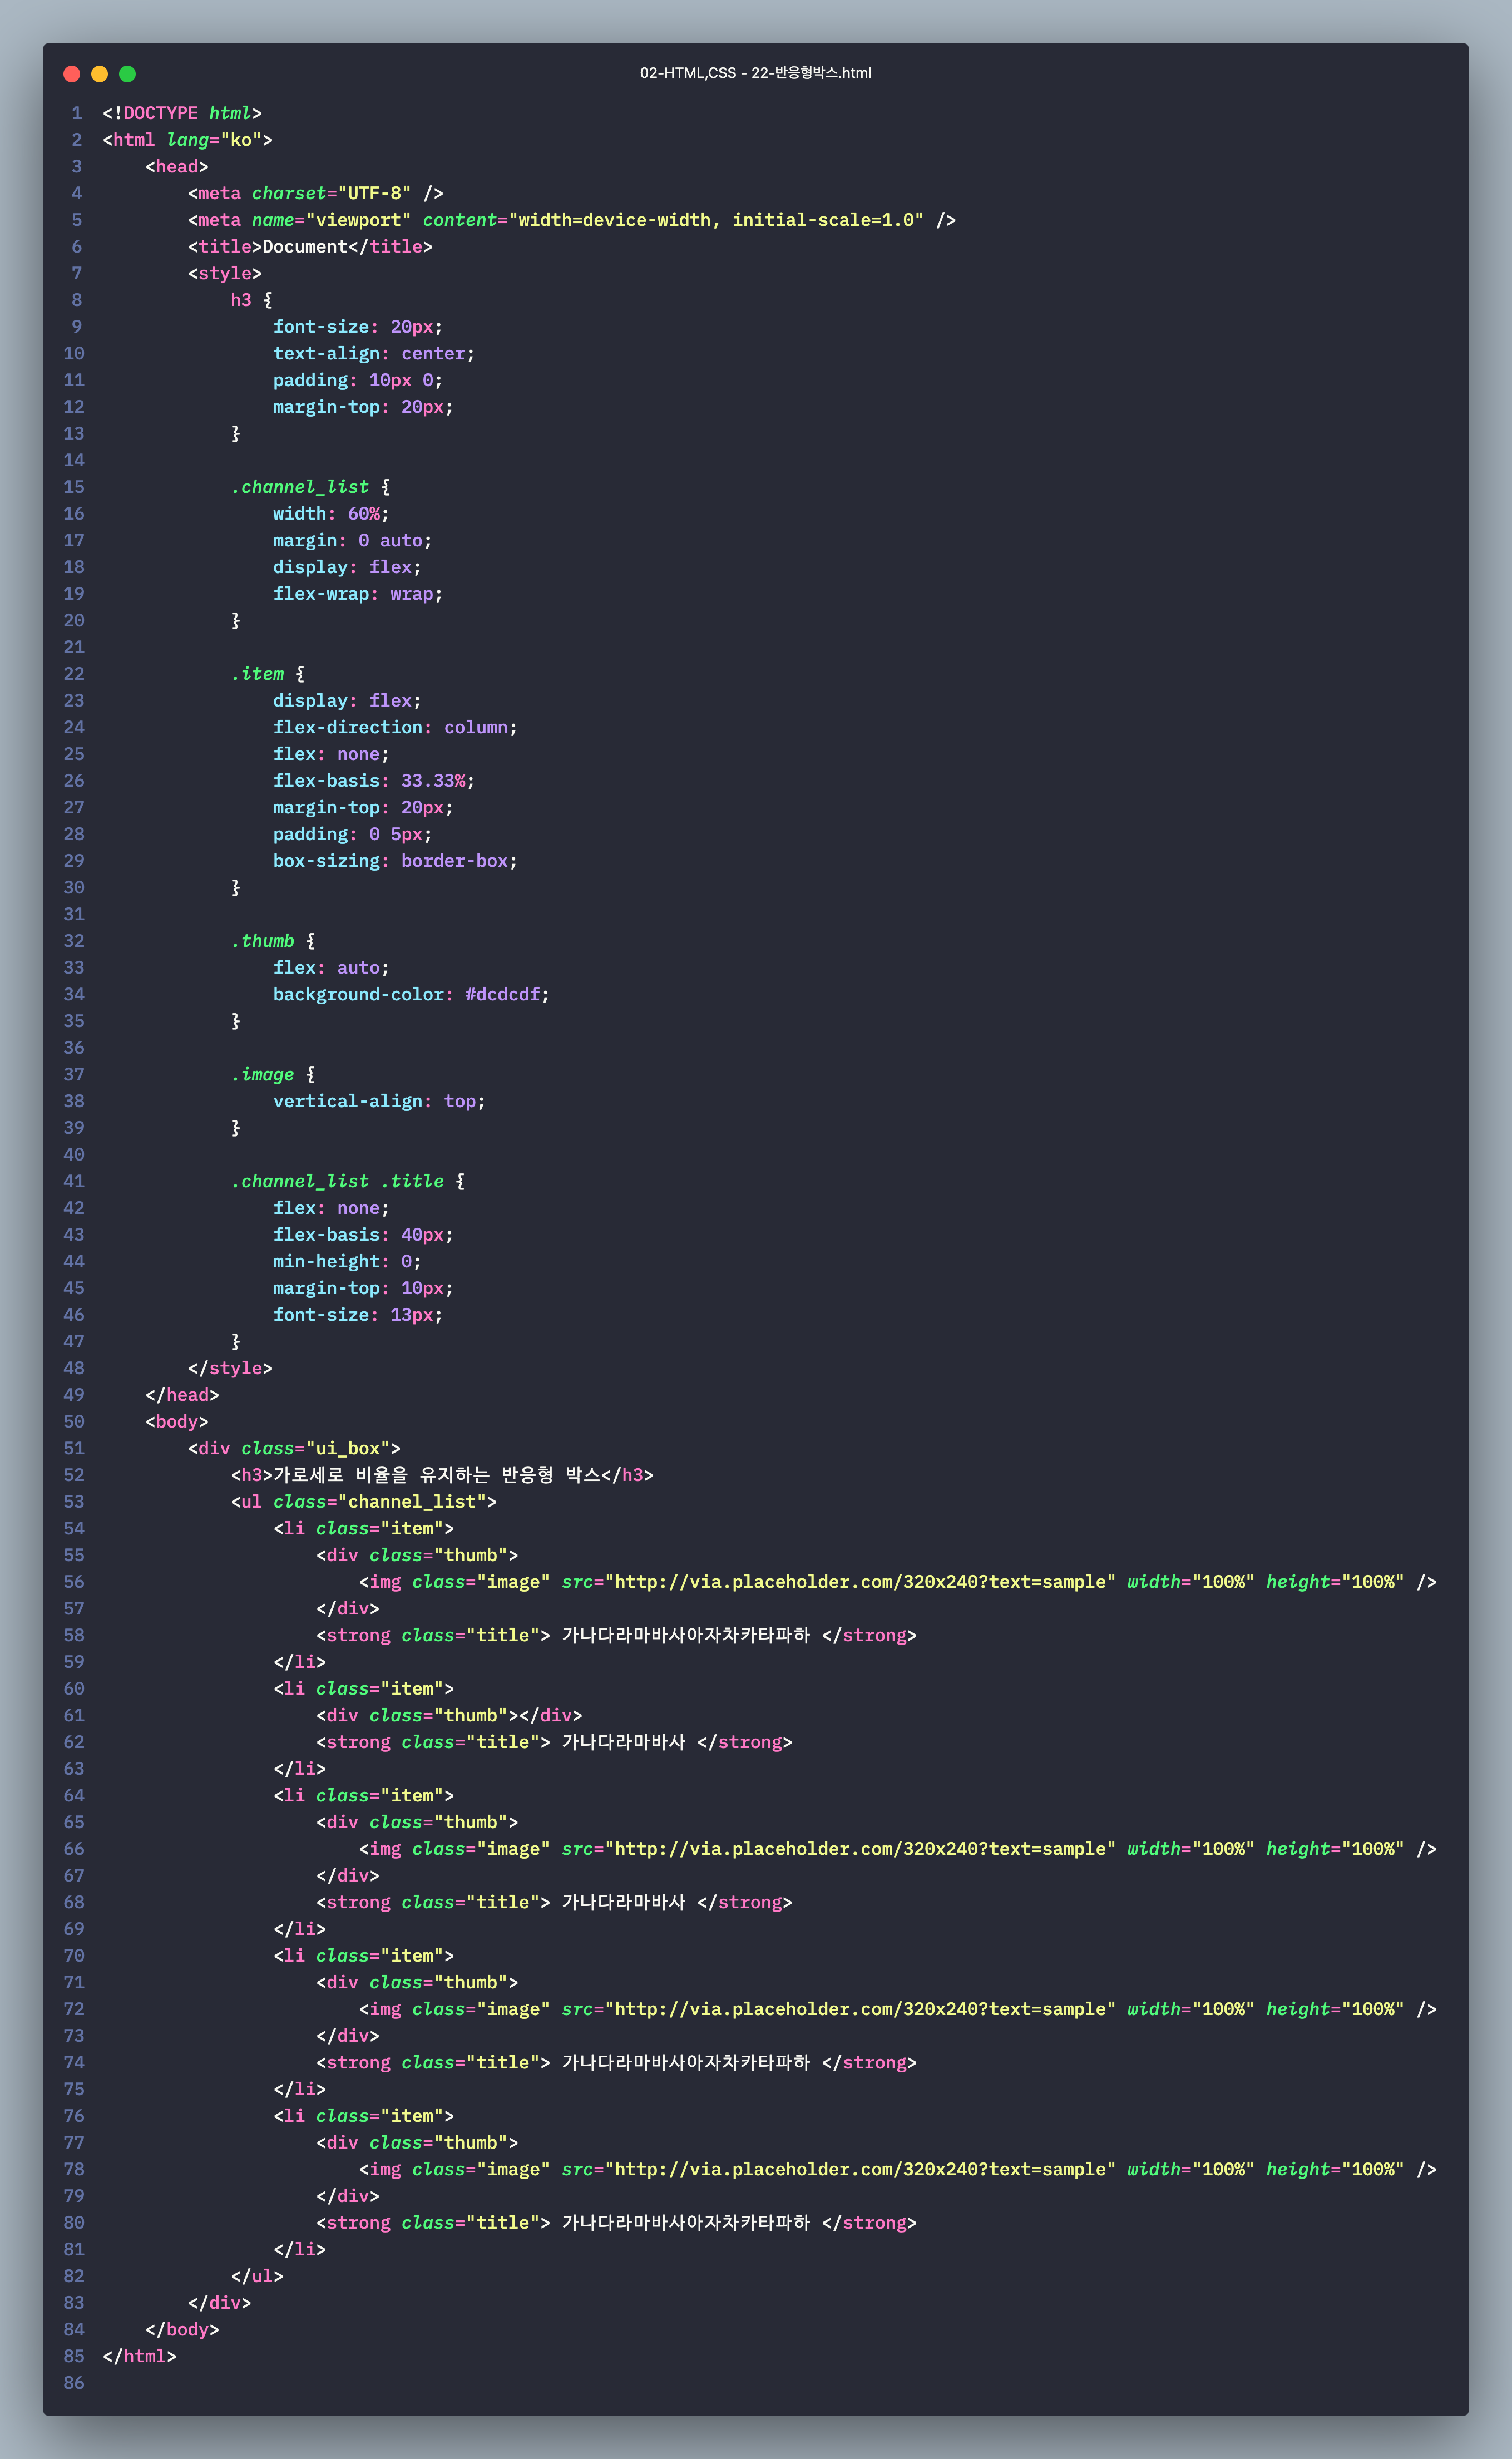 02-HTML,CSS - 22-반응형박스.html
1 <!DOCTYPE html>
2 <html lang="ko">
3     <head>
4         <meta charset="UTF-8" />
5         <meta name="viewport" content="width=device-width, initial-scale=1.0" />
6         <title>Document</title>
7         <style>
8             h3 {
9                 font-size: 20px;
10                 text-align: center;
11                 padding: 10px 0;
12                 margin-top: 20px;
13             }
14
15             .channel_list {
16                 width: 60%;
17                 margin: 0 auto;
18                 display: flex;
19                 flex-wrap: wrap;
20             }
21
22             .item {
23                 display: flex;
24                 flex-direction: column;
25                 flex: none;
26                 flex-basis: 33.33%;
27                 margin-top: 20px;
28                 padding: 0 5px;
29                 box-sizing: border-box;
30             }
31
32             .thumb {
33                 flex: auto;
34                 background-color: #dcdcdf;
35             }
36
37             .image {
38                 vertical-align: top;
39             }
40
41             .channel_list .title {
42                 flex: none;
43                 flex-basis: 40px;
44                 min-height: 0;
45                 margin-top: 10px;
46                 font-size: 13px;
47             }
48         </style>
49     </head>
50     <body>
51         <div class="ui_box">
52             <h3>가로세로 비율을 유지하는 반응형 박스</h3>
53             <ul class="channel_list">
54                 <li class="item">
55                     <div class="thumb">
56                         <img class="image" src="http://via.placeholder.com/320x240?text=sample" width="100%" height="100%" />
57                     </div>
58                     <strong class="title"> 가나다라마바사아자차카타파하 </strong>
59                 </li>
60                 <li class="item">
61                     <div class="thumb"></div>
62                     <strong class="title"> 가나다라마바사 </strong>
63                 </li>
64                 <li class="item">
65                     <div class="thumb">
66                         <img class="image" src="http://via.placeholder.com/320x240?text=sample" width="100%" height="100%" />
67                     </div>
68                     <strong class="title"> 가나다라마바사 </strong>
69                 </li>
70                 <li class="item">
71                     <div class="thumb">
72                         <img class="image" src="http://via.placeholder.com/320x240?text=sample" width="100%" height="100%" />
73                     </div>
74                     <strong class="title"> 가나다라마바사아자차카타파하 </strong>
75                 </li>
76                 <li class="item">
77                     <div class="thumb">
78                         <img class="image" src="http://via.placeholder.com/320x240?text=sample" width="100%" height="100%" />
79                     </div>
80                     <strong class="title"> 가나다라마바사아자차카타파하 </strong>
81                 </li>
82             </ul>
83         </div>
84     </body>
85 </html>
86